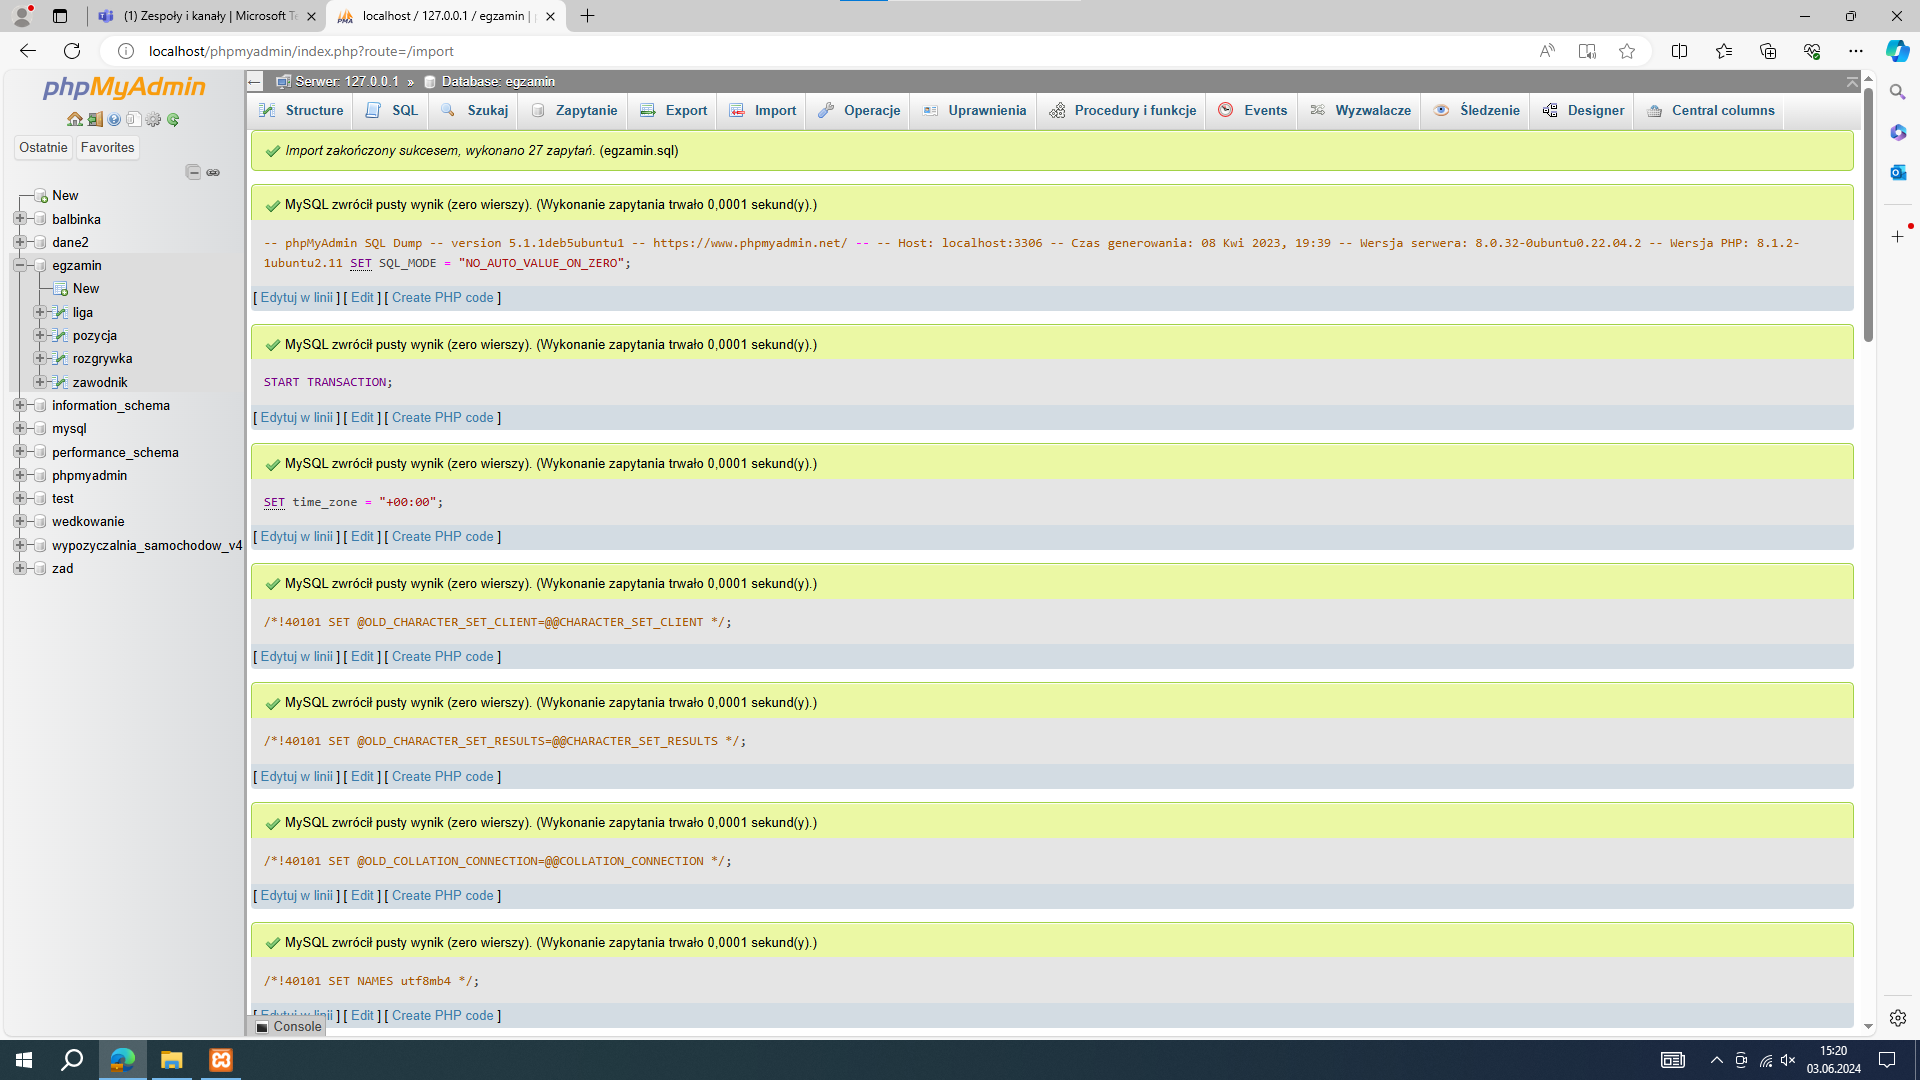 (1) Zespoły i kanały | Microsoft Te
localhost / 127.0.0.1 / egzamin | p
localhost/phpmyadmin/index.php?route=/import
phpMyAdmin
Ostatnie
Favorites
New
balbinka
dane2
egzamin
New
liga
pozycja
rozgrywka
zawodnik
information_schema
mysql
performance_schema
phpmyadmin
test
wedkowanie
wypozyczalnia_samochodow_v4
zad
Serwer: 127.0.0.1 » Database: egzamin
Structure SQL Szukaj Zapytanie Export Import Operacje Uprawnienia Procedury i funkcje Events Wyzwalacze Śledzenie Designer Central columns
Import zakończony sukcesem, wykonano 27 zapytań. (egzamin.sql)
MySQL zwrócił pusty wynik (zero wierszy). (Wykonanie zapytania trwało 0,0001 sekund(y).)
-- phpMyAdmin SQL Dump -- version 5.1.1deb5ubuntu1 -- https://www.phpmyadmin.net/ -- -- Host: localhost:3306 -- Czas generowania: 08 Kwi 2023, 19:39 -- Wersja serwera: 8.0.32-0ubuntu0.22.04.2 -- Wersja PHP: 8.1.2-
1ubuntu2.11 SET SQL_MODE = "NO_AUTO_VALUE_ON_ZERO";
[ Edytuj w linii ] [ Edit ] [ Create PHP code ]
MySQL zwrócił pusty wynik (zero wierszy). (Wykonanie zapytania trwało 0,0001 sekund(y).)
START TRANSACTION;
[ Edytuj w linii ] [ Edit ] [ Create PHP code ]
MySQL zwrócił pusty wynik (zero wierszy). (Wykonanie zapytania trwało 0,0001 sekund(y).)
SET time_zone = "+00:00";
[ Edytuj w linii ] [ Edit ] [ Create PHP code ]
MySQL zwrócił pusty wynik (zero wierszy). (Wykonanie zapytania trwało 0,0001 sekund(y).)
/*!40101 SET @OLD_CHARACTER_SET_CLIENT=@@CHARACTER_SET_CLIENT */;
[ Edytuj w linii ] [ Edit ] [ Create PHP code ]
MySQL zwrócił pusty wynik (zero wierszy). (Wykonanie zapytania trwało 0,0001 sekund(y).)
/*!40101 SET @OLD_CHARACTER_SET_RESULTS=@@CHARACTER_SET_RESULTS */;
[ Edytuj w linii ] [ Edit ] [ Create PHP code ]
MySQL zwrócił pusty wynik (zero wierszy). (Wykonanie zapytania trwało 0,0001 sekund(y).)
/*!40101 SET @OLD_COLLATION_CONNECTION=@@COLLATION_CONNECTION */;
[ Edytuj w linii ] [ Edit ] [ Create PHP code ]
MySQL zwrócił pusty wynik (zero wierszy). (Wykonanie zapytania trwało 0,0001 sekund(y).)
/*!40101 SET NAMES utf8mb4 */;
[ Edytuj w linii ] [ Edit ] [ Create PHP code ]
Console
15:20
03.06.2024